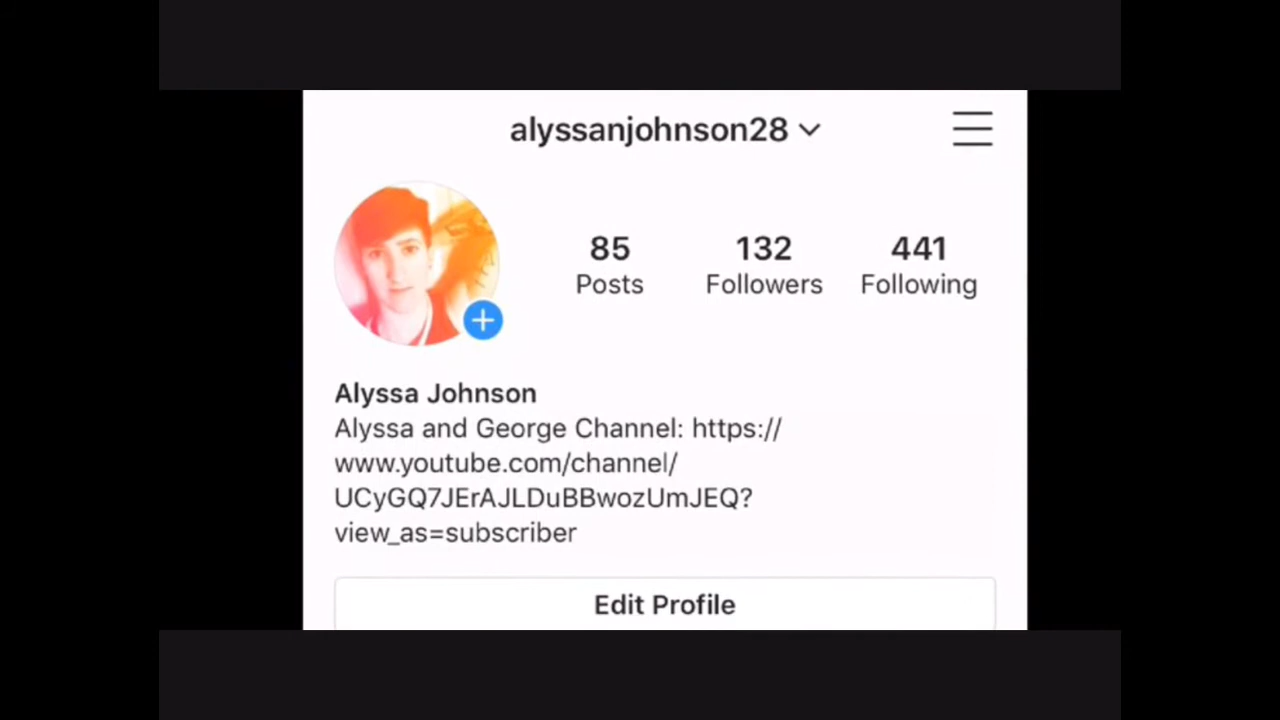 alyssanjohnson28
85 132 441
Posts Followers Following
Alyssa Johnson
Alyssa and George Channel: https://
www.youtube.com/channel/
UCyGQ7JErAJLDuBBwozUmJEQ?
view_as=subscriber
Edit Profile